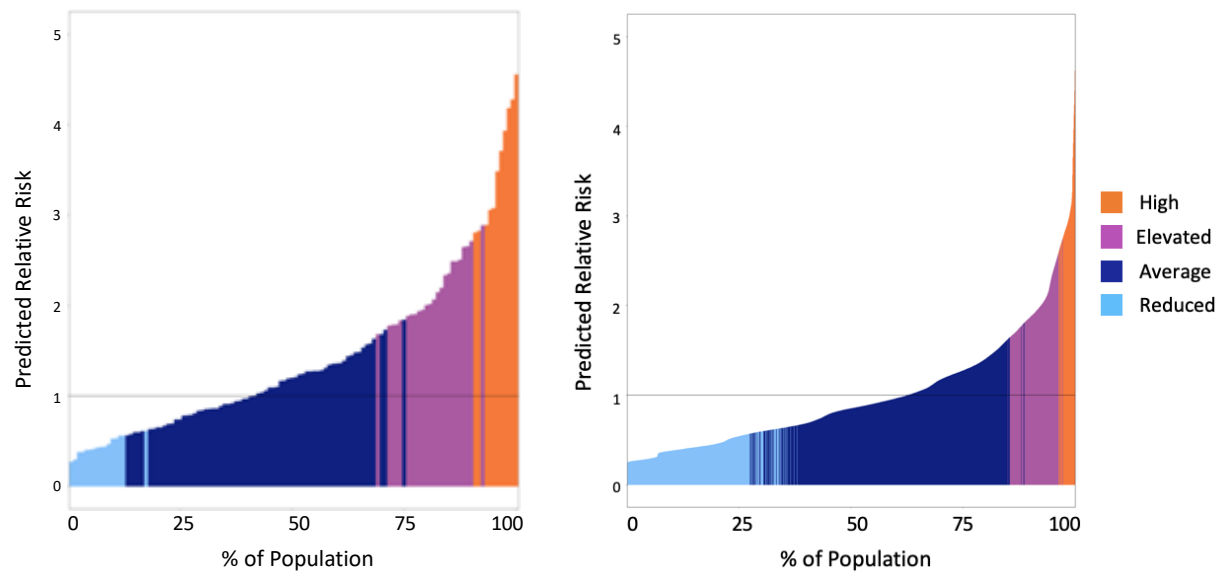 5
4
3
2
1
0
Predicted Relative Risk
0 25 50 75 100
% of Population
5
4
3
2
1
0
Predicted Relative Risk
0 25 50 75 100
% of Population
High
Elevated
Average
Reduced